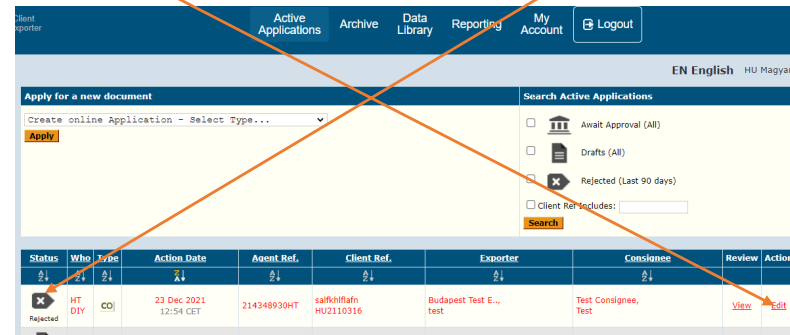 Client
Exporter
Active Applications
Archive
Data Library
Reporting
My Account
Logout
EN English HU Magyar
Apply for a new document
Search Active Applications
Create online Application - Select Type...
Apply
Await Approval (All)
Drafts (All)
Rejected (Last 90 days)
Client Ref Includes:
Search
Status Who Type Action Date Agent Ref. Client Ref. Exporter Consignee Review Action
Rejected
HT DIY
CO
23 Dec 2021
12:54 CET
214348930HT
salfkhlflafn
HU2110316
Budapest Test E..,
test
Test Consignee,
Test
View
Edit